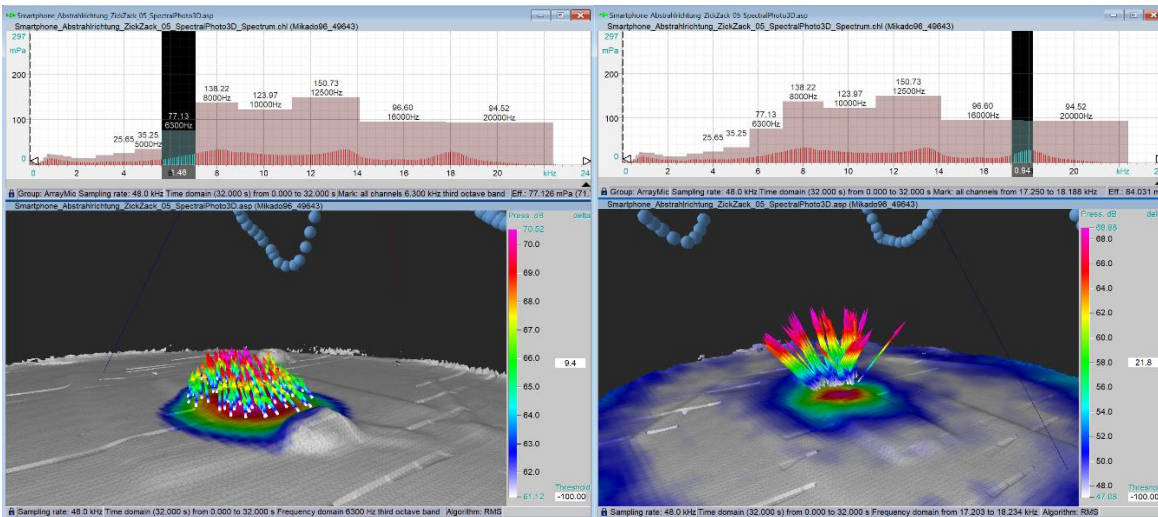 Smartphone_Abstrahlrichtung_ZickZack_05_SpectralPhoto3D.asp
Smartphone_Abstrahlrichtung_ZickZack_05_SpectralPhoto3D_Spectrum.chl (Mikado96_49643)
297
mPa
200
100
0
25.65
35.25
5000Hz
77.13
6300Hz
138.22
8000Hz
123.97
10000Hz
150.73
12500Hz
96.60
16000Hz
94.52
20000Hz
0 2 4 1.46 8 10 12 14 16 18 20 kHz 24
Group: ArrayMic Sampling rate: 48.0 kHz Time domain (32.000 s) from 0.000 to 32.000 s Mark: all channels 6.300 kHz third octave band Eff.: 77.126 mPa (71.
Smartphone_Abstrahlrichtung_ZickZack_05_SpectralPhoto3D.asp (Mikado96_49643)
Press. dB delta
70.52
70.0
69.0
68.0
67.0
66.0
65.0
64.0
63.0
62.0
61.12
9.4
Threshold
-100.00
Sampling rate: 48.0 kHz Time domain (32.000 s) from 0.000 to 32.000 s Frequency domain 6300 Hz third octave band Algorithm: RMS
Smartphone_Abstrahlrichtung_ZickZack_05_SpectralPhoto3D.asp
Smartphone_Abstrahlrichtung_ZickZack_05_SpectralPhoto3D_Spectrum.chl (Mikado96_49643)
297
mPa
200
100
0
25.65
35.25
77.13
6300Hz
138.22
8000Hz
123.97
10000Hz
150.73
12500Hz
96.60
16000Hz
94.52
20000Hz
0 2 4 6 8 10 12 14 16 0.94 20 kHz
Group: ArrayMic Sampling rate: 48.0 kHz Time domain (32.000 s) from 0.000 to 32.000 s Mark: all channels from 17.250 to 18.188 kHz Eff.: 84.031 m
Smartphone_Abstrahlrichtung_ZickZack_05_SpectralPhoto3D.asp (Mikado96_49643)
Press. dB delta
68.88
68.0
66.0
64.0
62.0
60.0
58.0
56.0
54.0
52.0
50.0
48.0
47.08
21.8
Threshold
-100.00
Sampling rate: 48.0 kHz Time domain (32.000 s) from 0.000 to 32.000 s Frequency domain from 17.203 to 18.234 kHz Algorithm: RMS